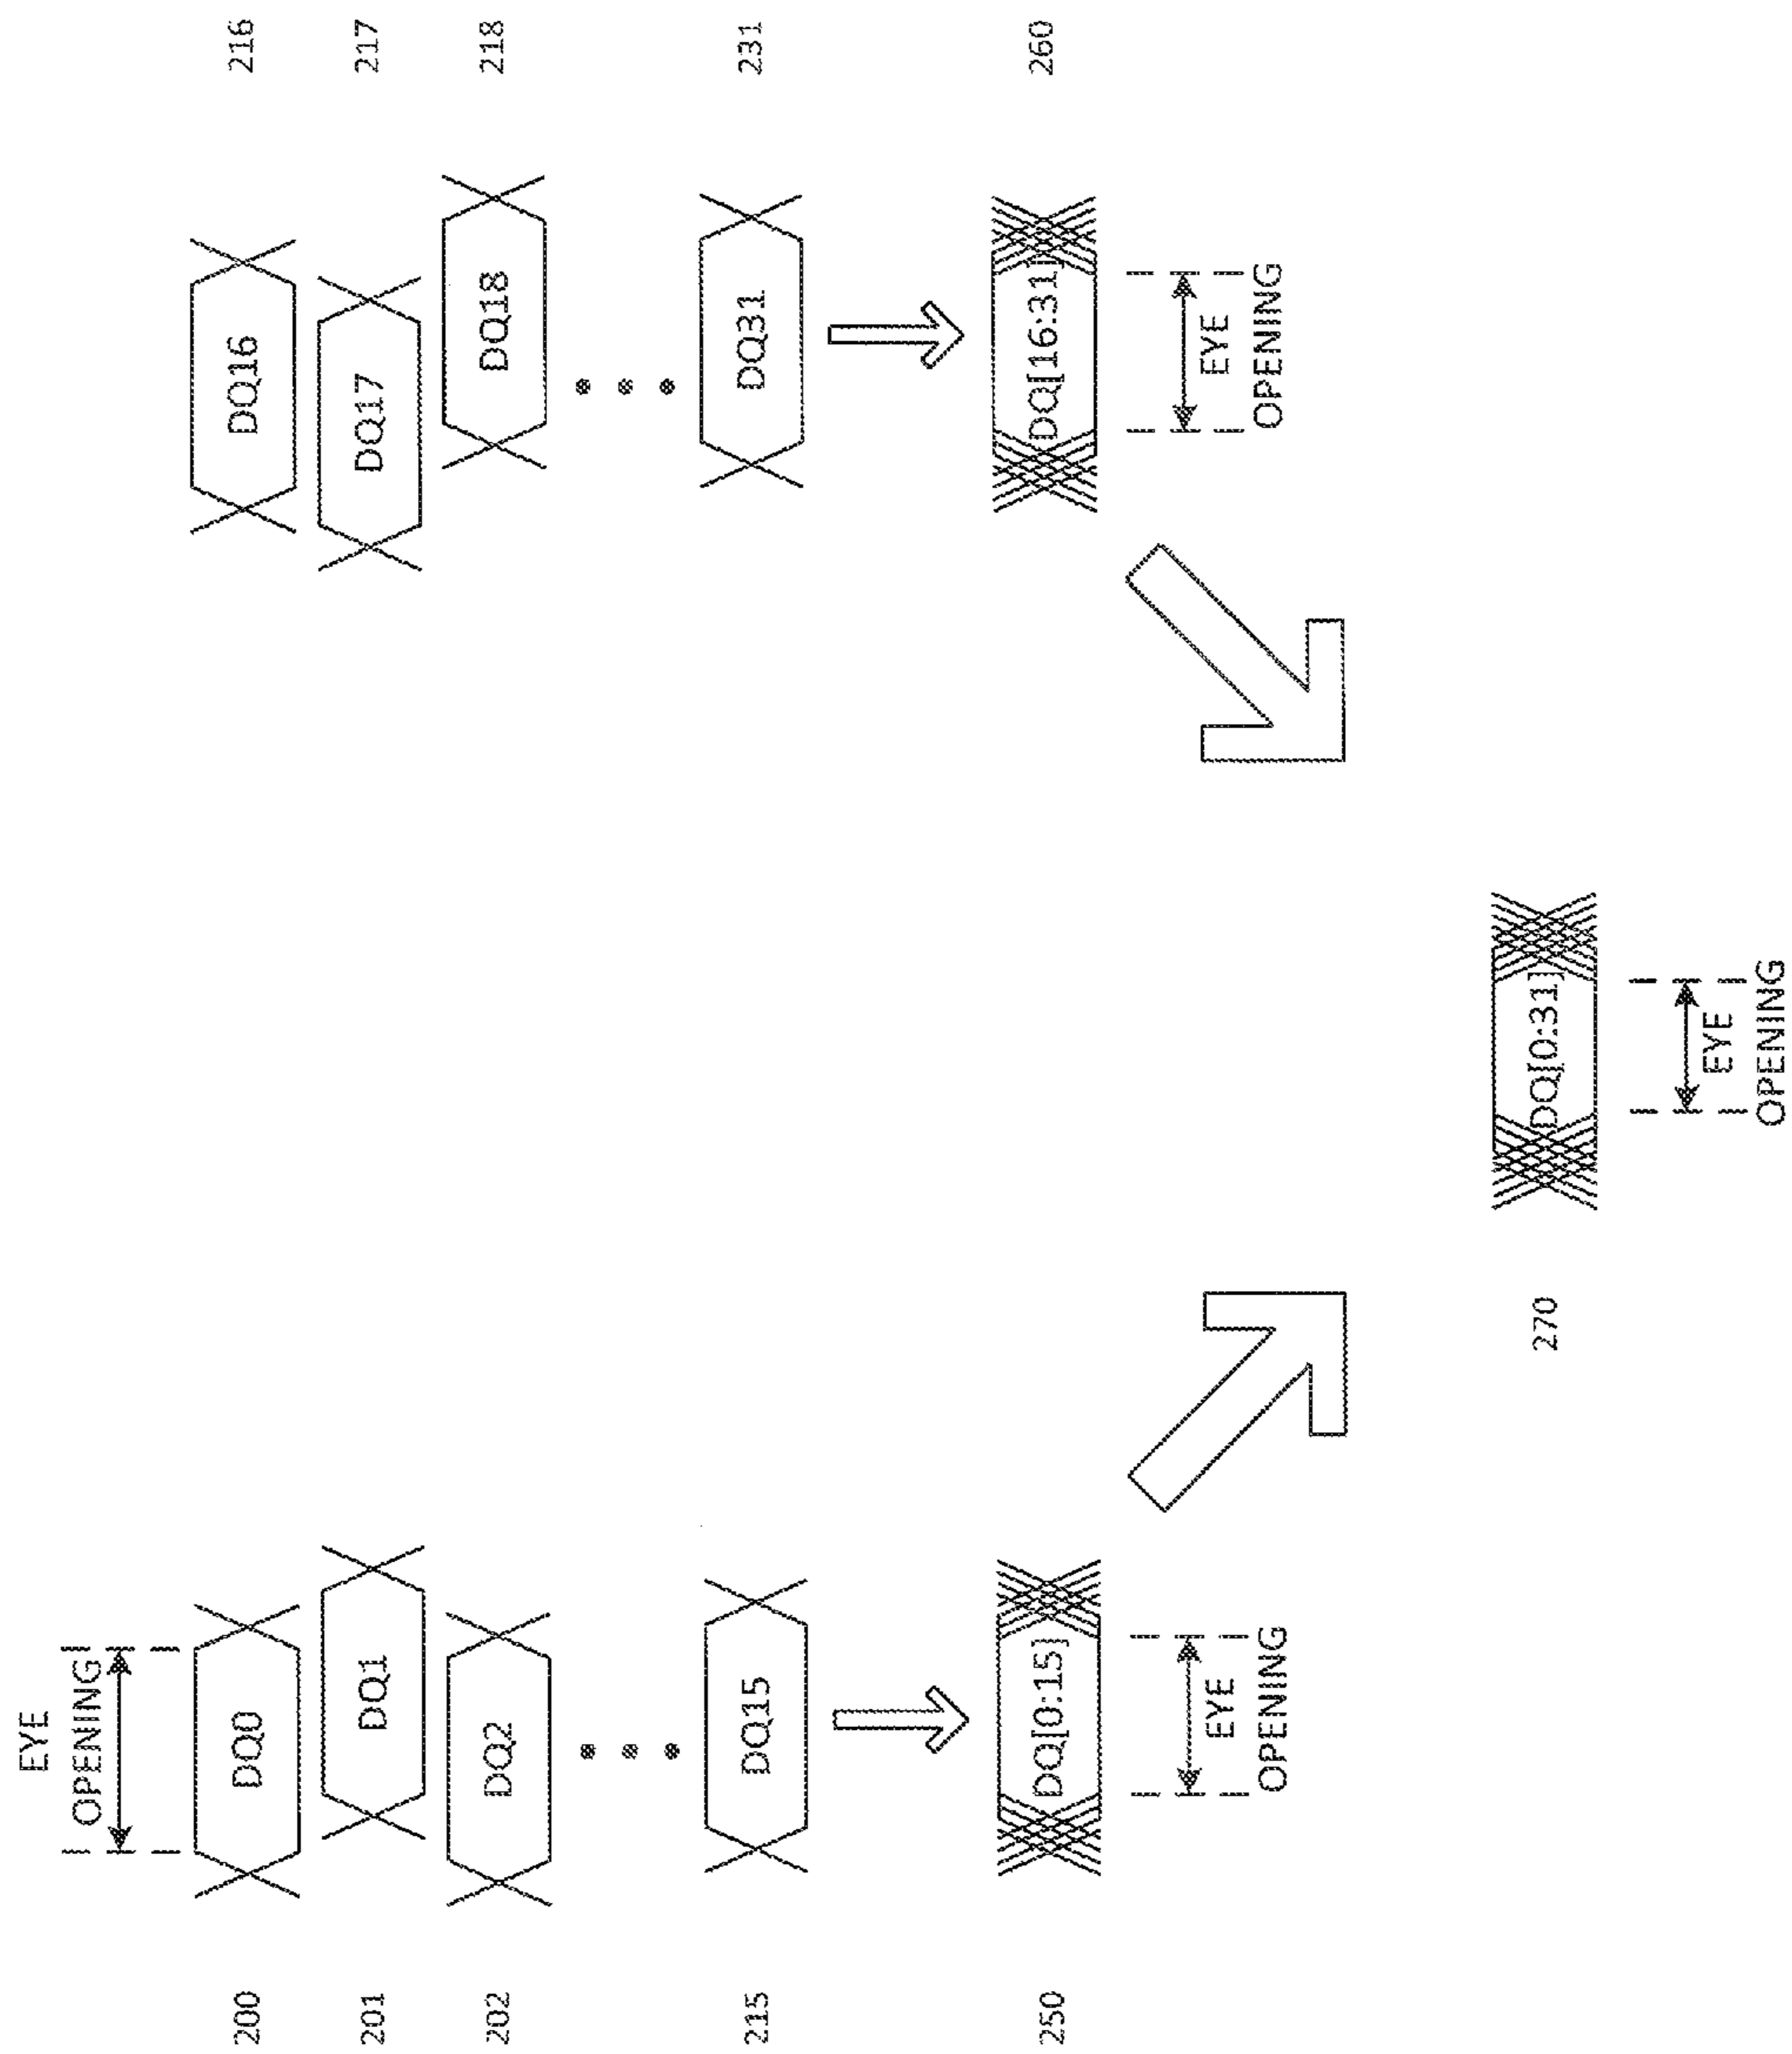 EYE
OPENING
200
DQ0
201
DQ1
202
DQ2
215
DQ15
250
DQ[0:15]
EYE
OPENING
DQ16
216
DQ17
217
DQ18
218
DQ31
231
DQ[16:31]
260
EYE
OPENING
270
DQ[0:31]
EYE
OPENING